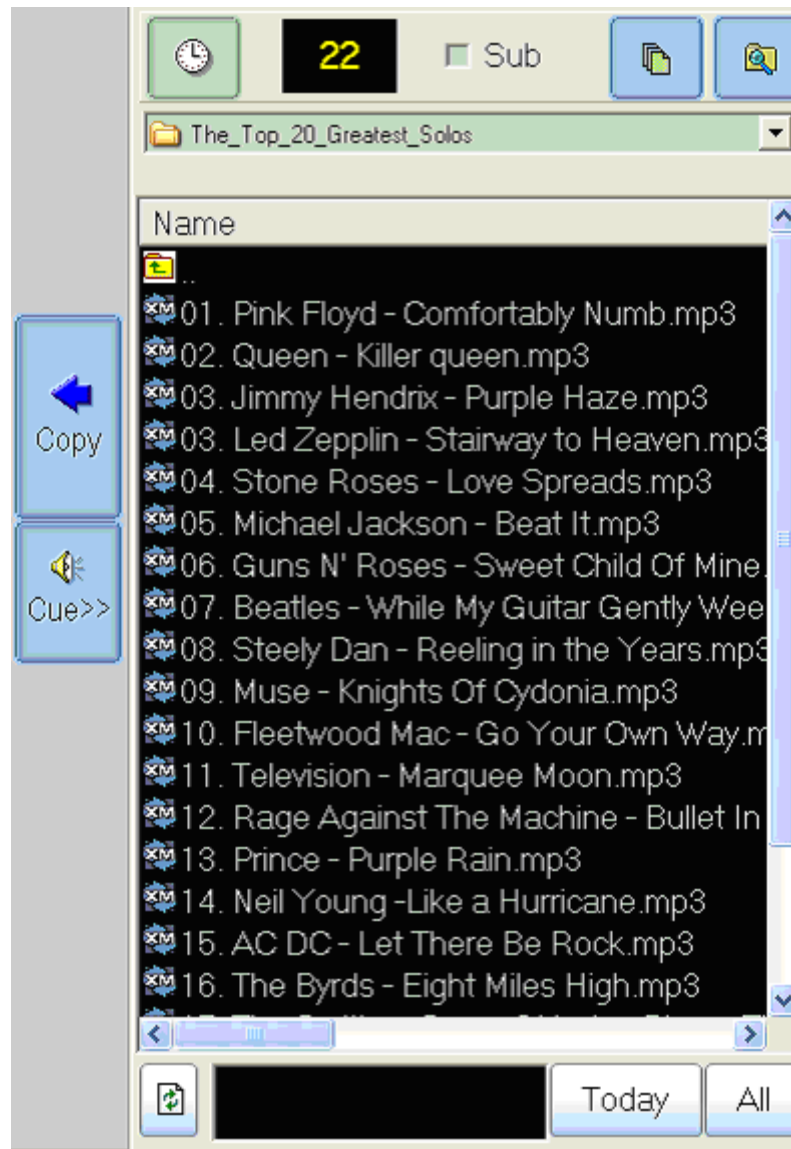 22
Sub
The_Top_20_Greatest_Solos
Name
..
01. Pink Floyd - Comfortably Numb.mp3
02. Queen - Killer queen.mp3
03. Jimmy Hendrix - Purple Haze.mp3
03. Led Zepplin - Stairway to Heaven.mp3
04. Stone Roses - Love Spreads.mp3
05. Michael Jackson - Beat It.mp3
06. Guns N' Roses - Sweet Child Of Mine.
07. Beatles - While My Guitar Gently Wee
08. Steely Dan - Reeling in the Years.mp3
09. Muse - Knights Of Cydonia.mp3
10. Fleetwood Mac - Go Your Own Way.m
11. Television - Marquee Moon.mp3
12. Rage Against The Machine - Bullet In
13. Prince - Purple Rain.mp3
14. Neil Young -Like a Hurricane.mp3
15. AC DC - Let There Be Rock.mp3
16. The Byrds - Eight Miles High.mp3
Copy
Cue>>
Today
All